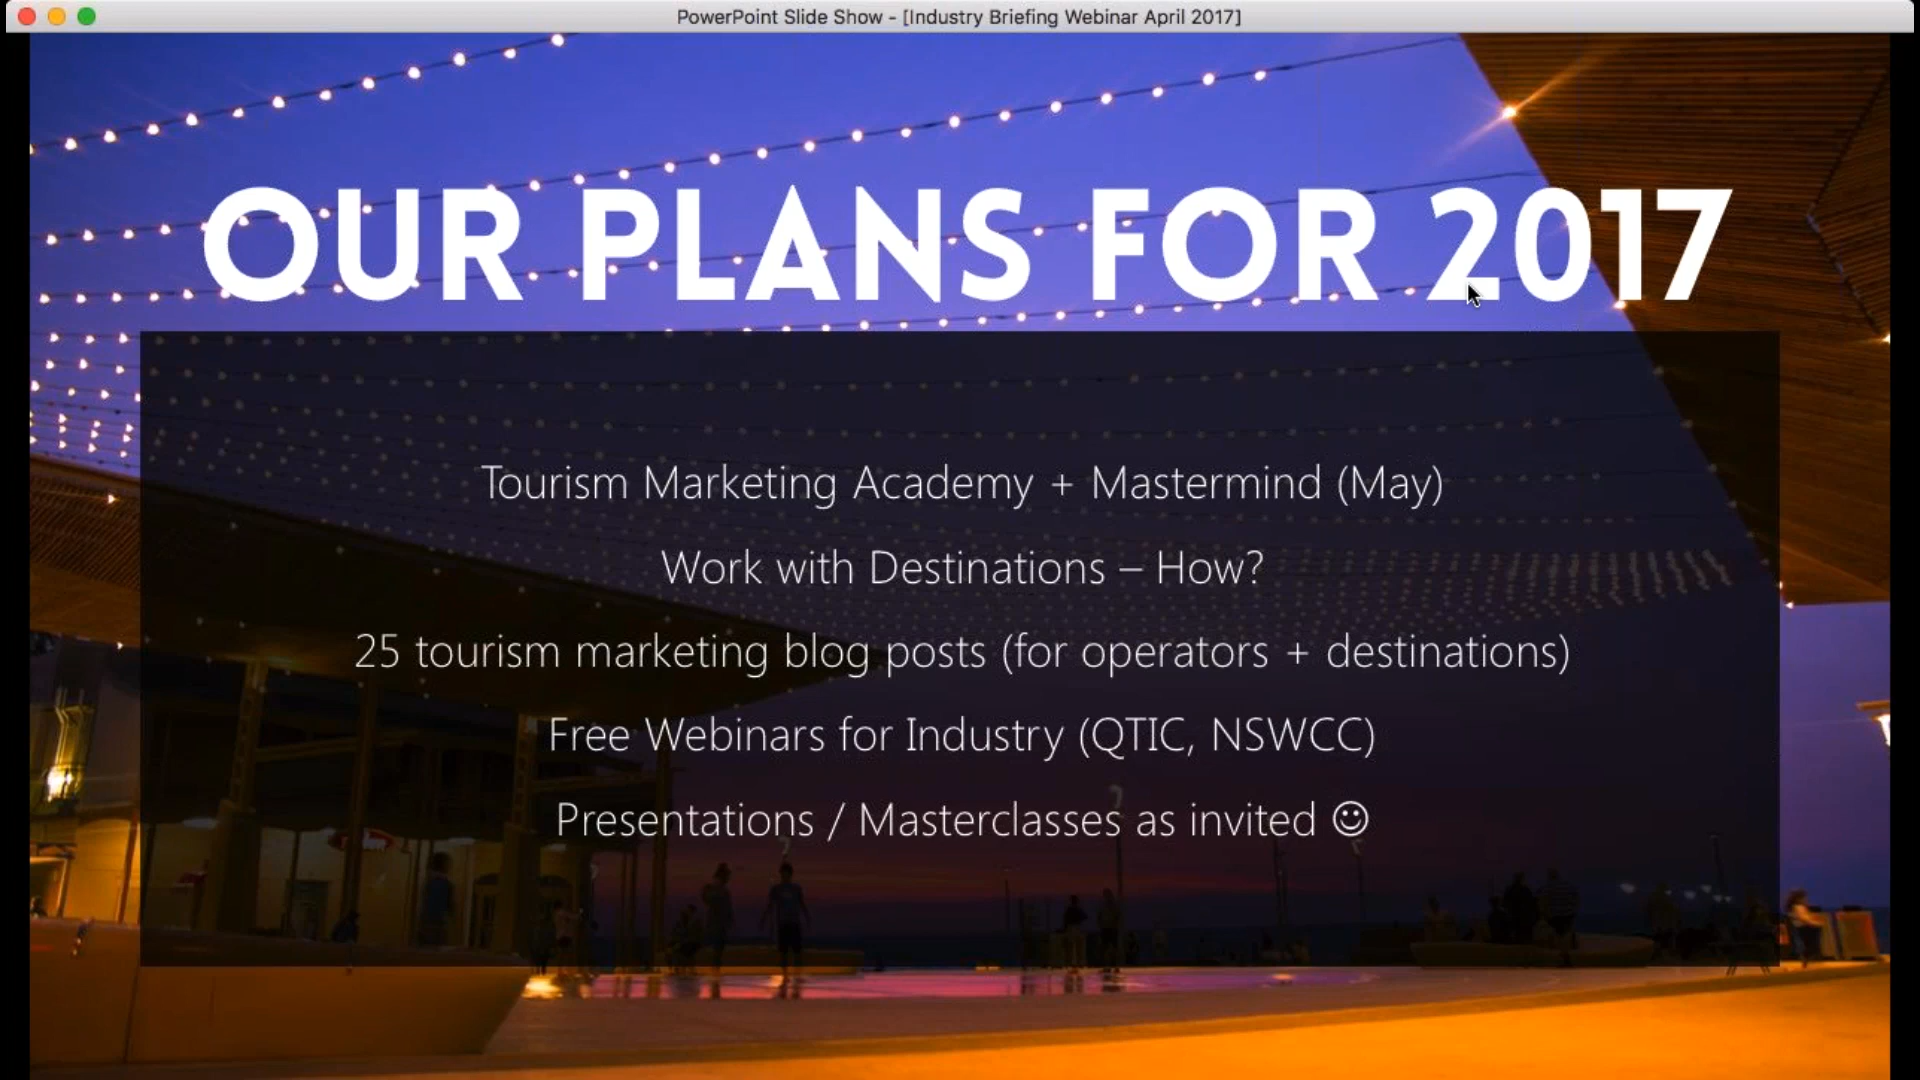 PowerPoint Slide Show - [Industry Briefing Webinar April 2017]
OUR PLANS FOR 2017
Tourism Marketing Academy + Mastermind (May)
Work with Destinations – How?
25 tourism marketing blog posts (for operators + destinations)
Free Webinars for Industry (QTIC, NSWCC)
Presentations / Masterclasses as invited ☺